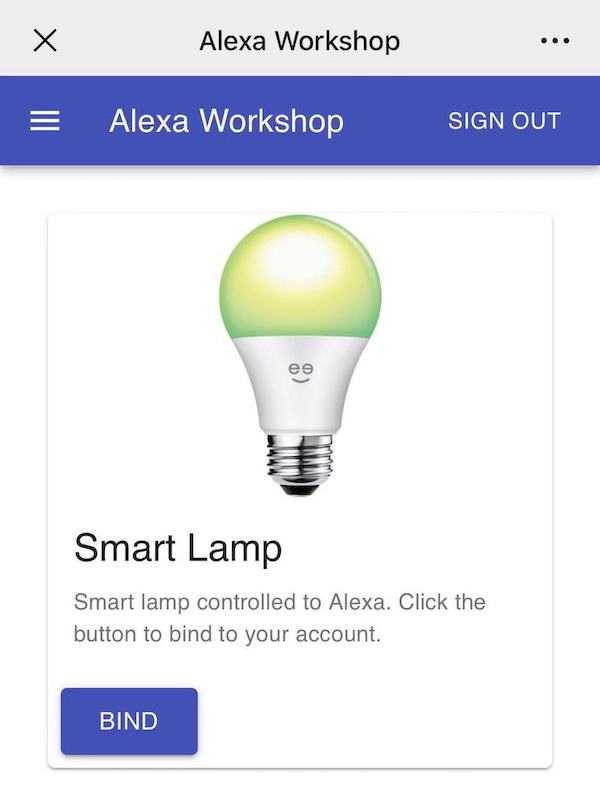 Alexa Workshop
Alexa Workshop
SIGN OUT
Smart Lamp
Smart lamp controlled to Alexa. Click the
button to bind to your account.
BIND